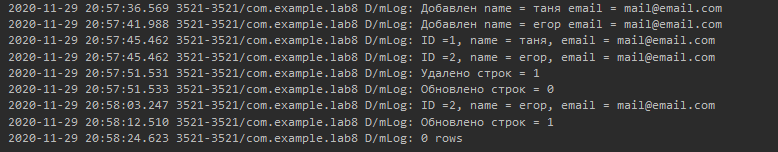 2020-11-29 20:57:36.569 3521-3521/com.example.lab8 D/mLog: Добавлен name = таня email = mail@email.com
2020-11-29 20:57:41.988 3521-3521/com.example.lab8 D/mLog: Добавлен name = егор email = mail@email.com
2020-11-29 20:57:45.462 3521-3521/com.example.lab8 D/mLog: ID =1, name = таня, email = mail@email.com
2020-11-29 20:57:45.462 3521-3521/com.example.lab8 D/mLog: ID =2, name = егор, email = mail@email.com
2020-11-29 20:57:51.531 3521-3521/com.example.lab8 D/mLog: Удалено строк = 1
2020-11-29 20:57:51.533 3521-3521/com.example.lab8 D/mLog: Обновлено строк = 0
2020-11-29 20:58:03.247 3521-3521/com.example.lab8 D/mLog: ID =2, name = егор, email = mail@email.com
2020-11-29 20:58:12.510 3521-3521/com.example.lab8 D/mLog: Обновлено строк = 1
2020-11-29 20:58:24.623 3521-3521/com.example.lab8 D/mLog: 0 rows